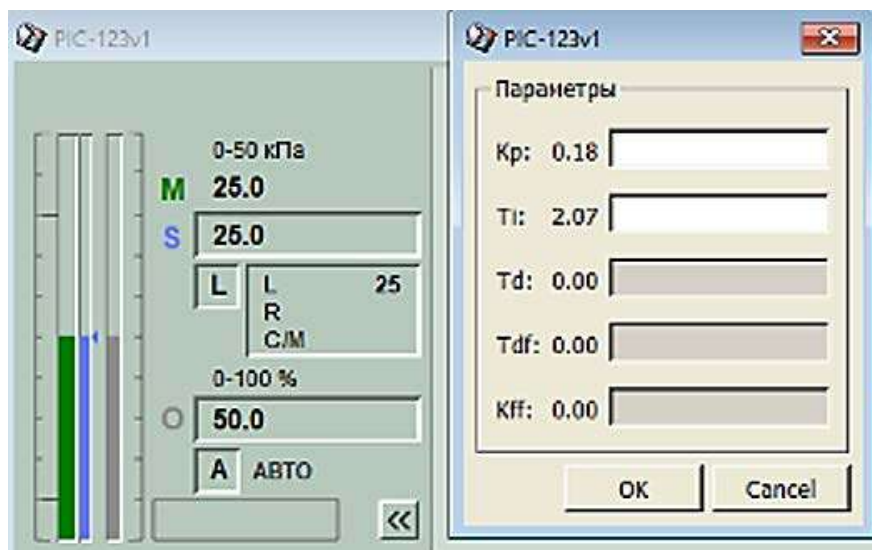 PIC-123v1
0-50 кПа
M 25.0
S 25.0
L
L 25
R
C/M
0-100 %
O 50.0
A АВТО
<<
PIC-123v1
Параметры
Kp: 0.18
Ti: 2.07
Td: 0.00
Tdf: 0.00
Kff: 0.00
OK Cancel